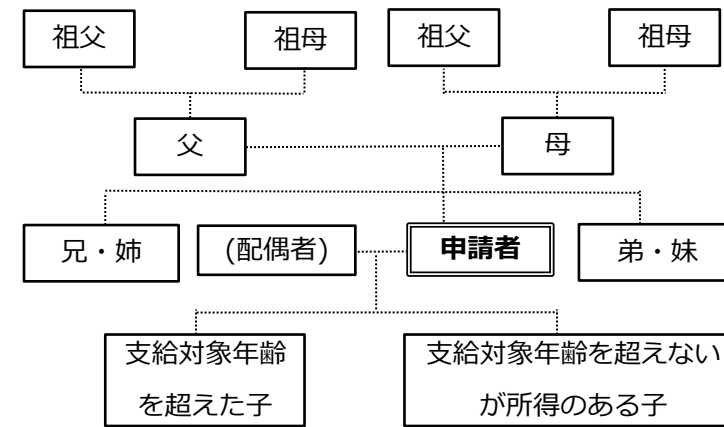 祖父
祖母
祖父
祖母
父
母
兄・姉
(配偶者)
申請者
弟・妹
支給対象年齢
を超えた子
支給対象年齢を超えない
が所得のある子